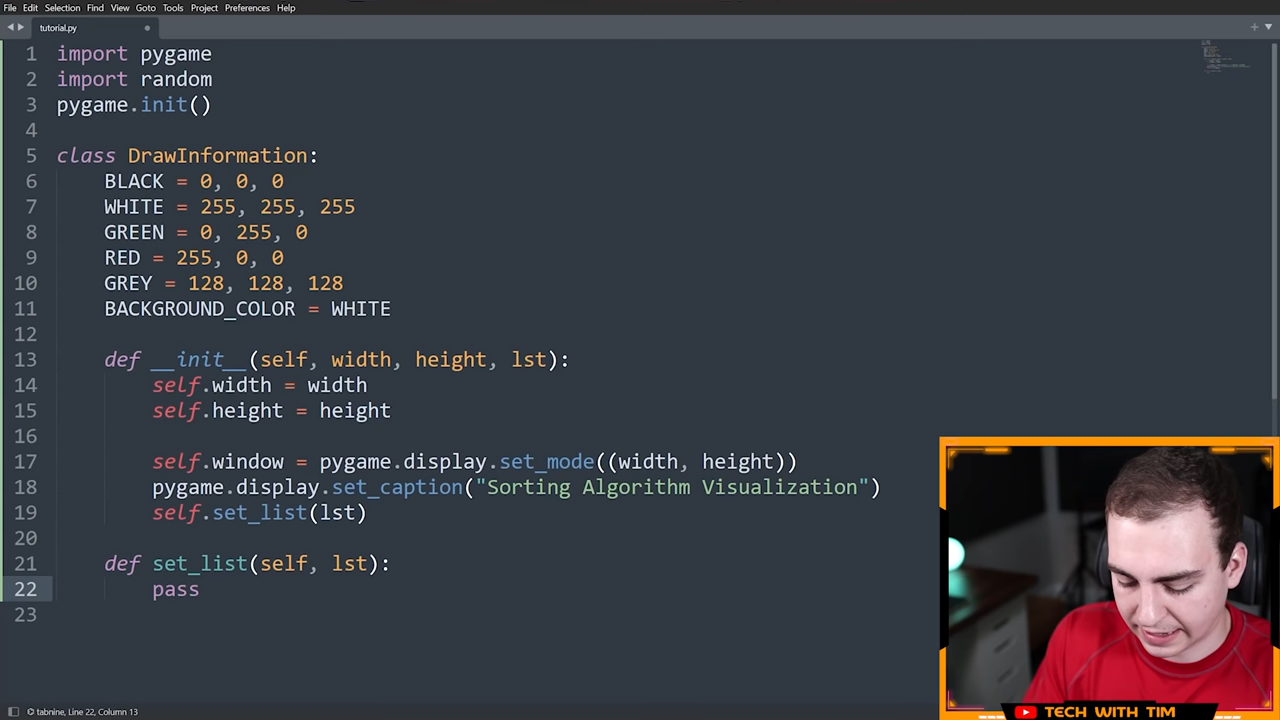 File Edit Selection Find View Goto Tools Project Preferences Help
tutorial.py
1 import pygame
2 import random
3 pygame.init()
4
5 class DrawInformation:
6 BLACK = 0, 0, 0
7 WHITE = 255, 255, 255
8 GREEN = 0, 255, 0
9 RED = 255, 0, 0
10 GREY = 128, 128, 128
11 BACKGROUND_COLOR = WHITE
12
13 def __init__(self, width, height, lst):
14 self.width = width
15 self.height = height
16
17 self.window = pygame.display.set_mode((width, height))
18 pygame.display.set_caption("Sorting Algorithm Visualization")
19 self.set_list(lst)
20
21 def set_list(self, lst):
22 pass
23
tabnine, Line 22, Column 13
TECH WITH TIM